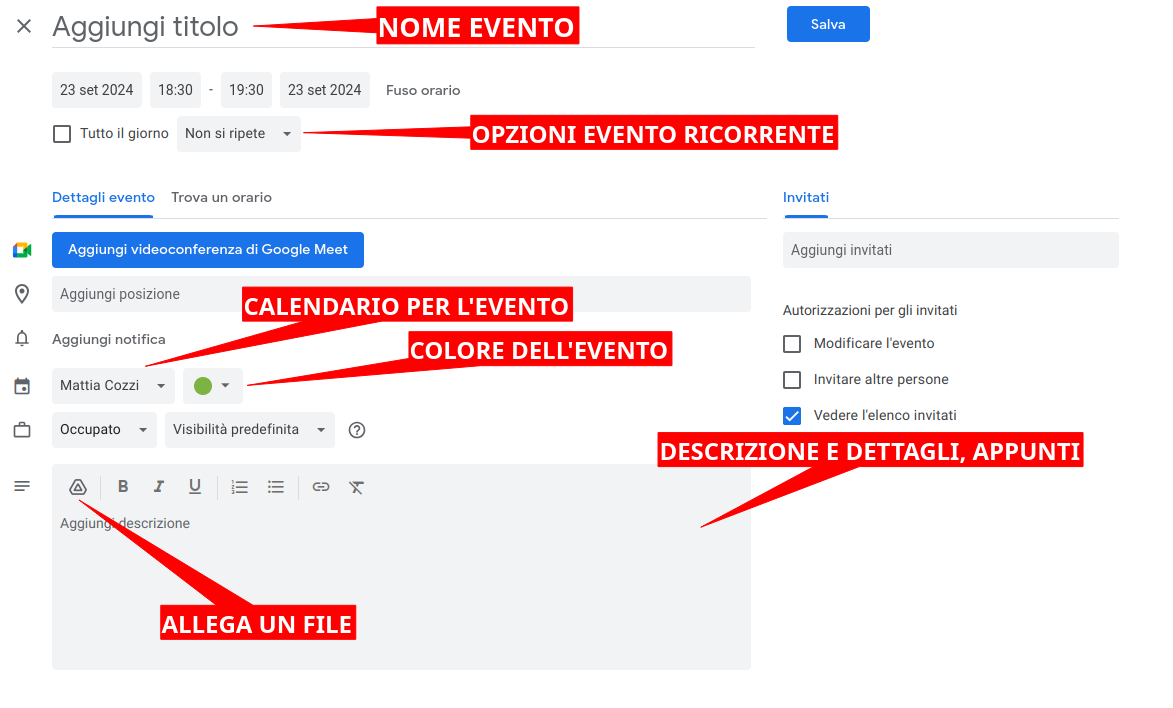 Aggiungi titolo
NOME EVENTO
Salva
23 set 2024 18:30 - 19:30 23 set 2024 Fuso orario
Tutto il giorno Non si ripete
OPZIONI EVENTO RICORRENTE
Dettagli evento Trova un orario
Invitati
Aggiungi videoconferenza di Google Meet
Aggiungi invitati
Aggiungi posizione
CALENDARIO PER L'EVENTO
Autorizzazioni per gli invitati
Aggiungi notifica
Modificare l'evento
COLORE DELL'EVENTO
Mattia Cozzi
Invitare altre persone
Occupato Visibilità predefinita
Vedere l'elenco invitati
DESCRIZIONE E DETTAGLI, APPUNTI
B I U
Aggiungi descrizione
ALLEGA UN FILE